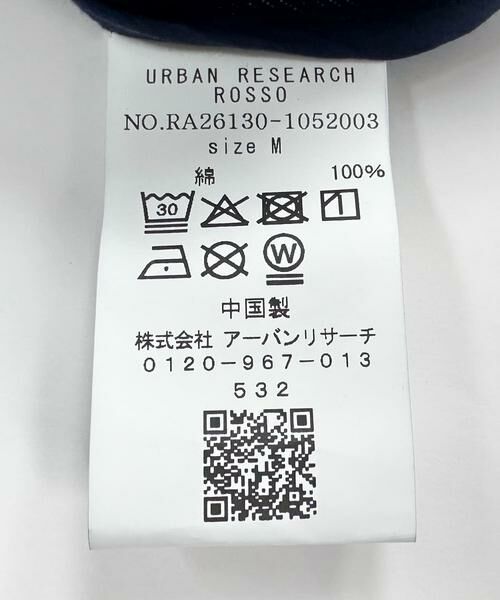 URBAN RESEARCH
ROSSO
NO.RA26130-1052003
size M
綿 100%
30
W
中国製
株式会社 アーバンリサーチ
0120-967-013
532